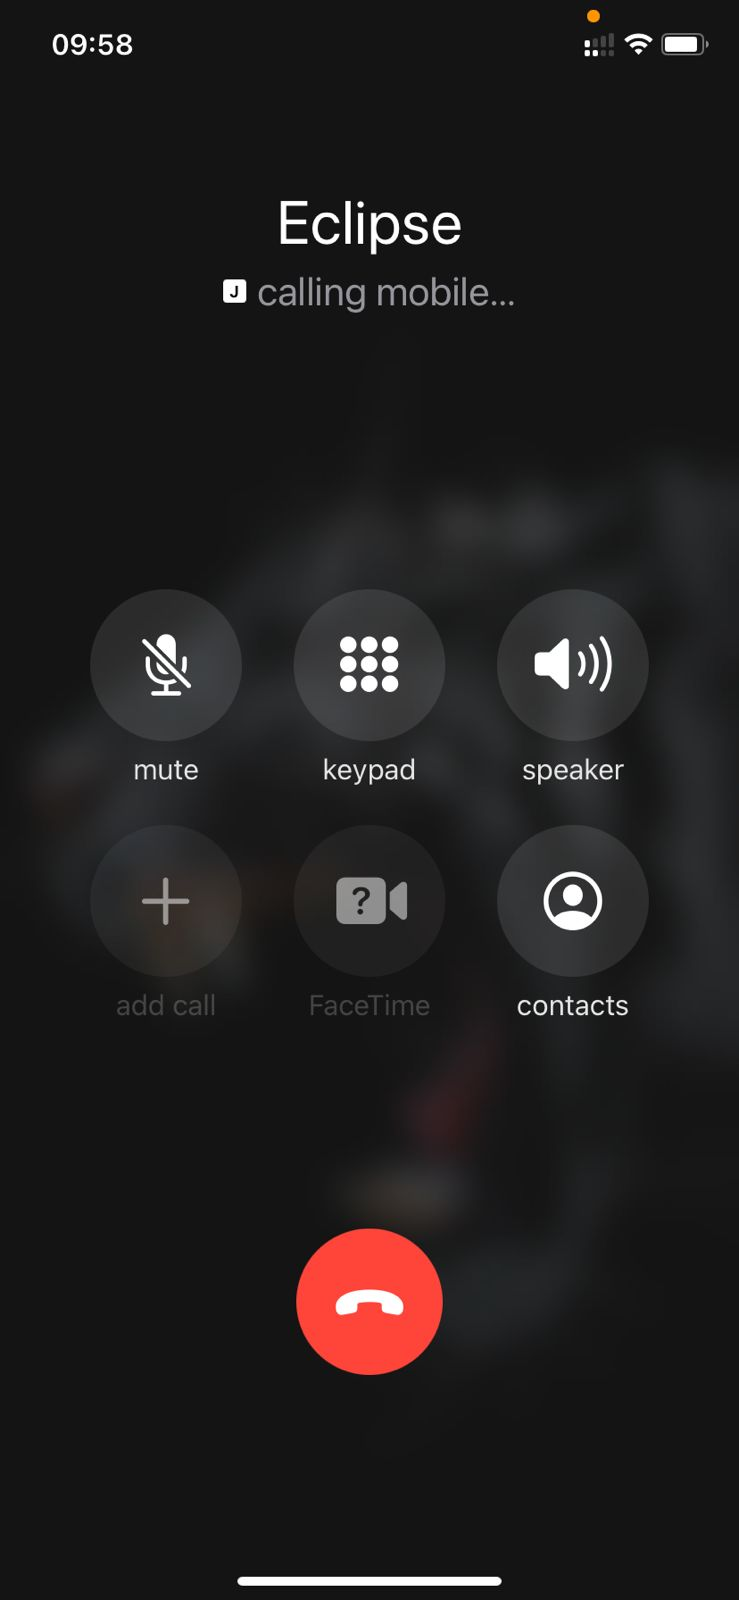 09:58
Eclipse
J calling mobile...
mute
keypad
speaker
?
add call
FaceTime
contacts